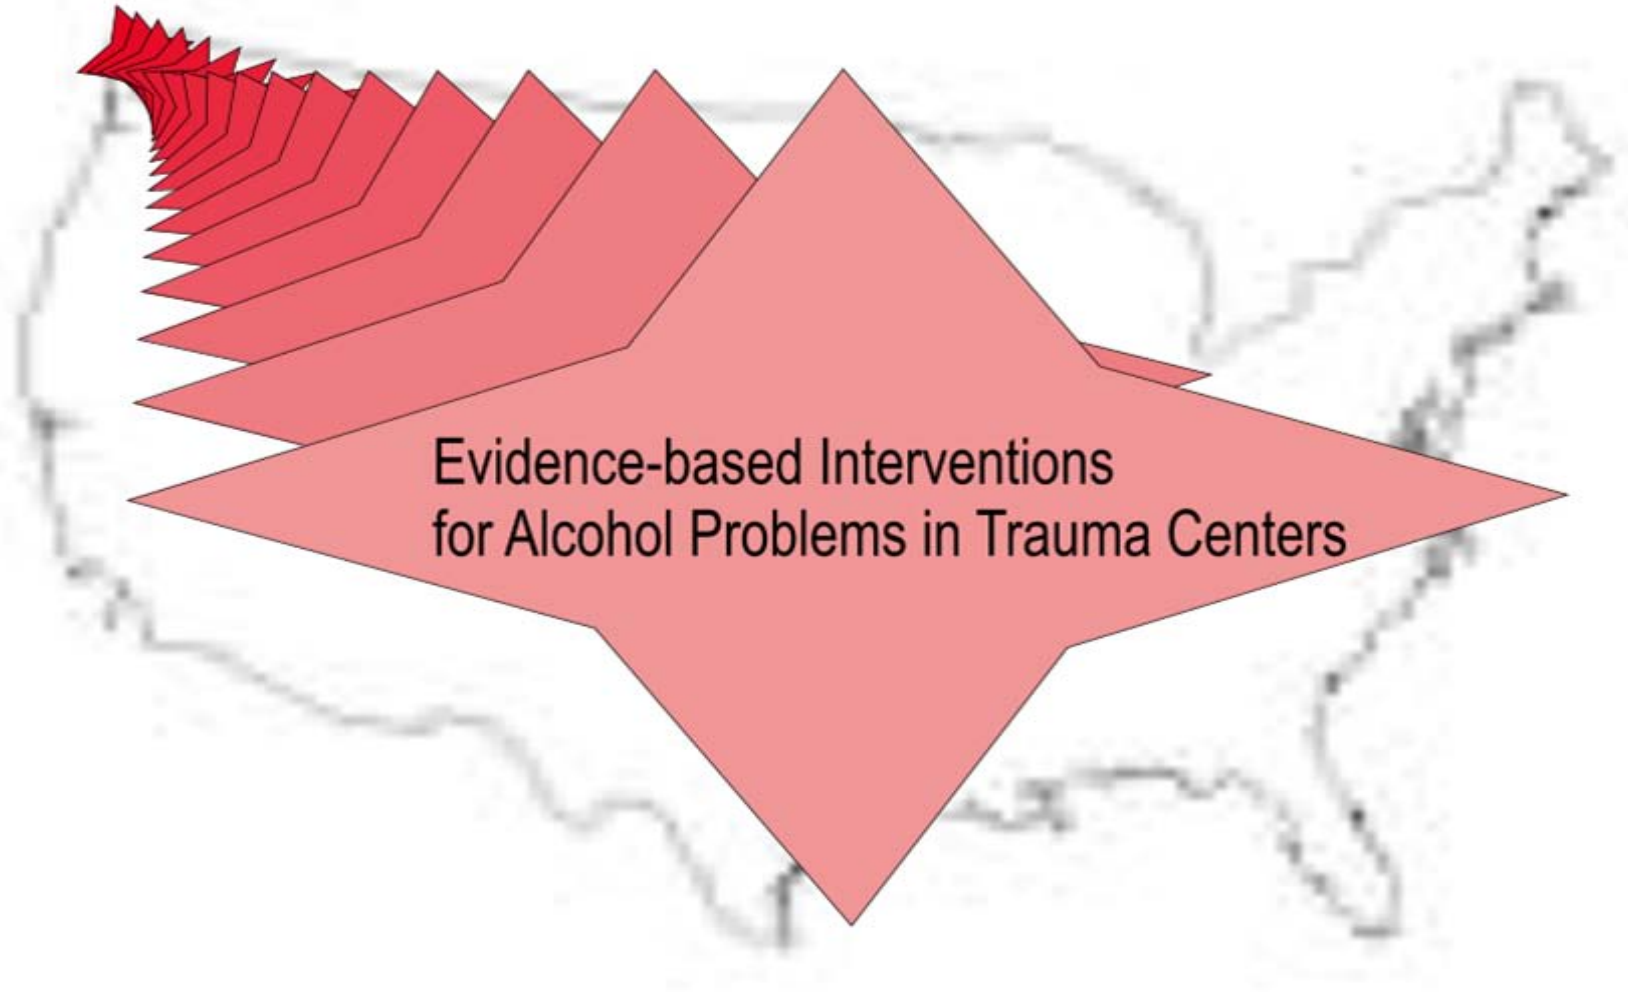 Evidence-based Interventions
for Alcohol Problems in Trauma Centers